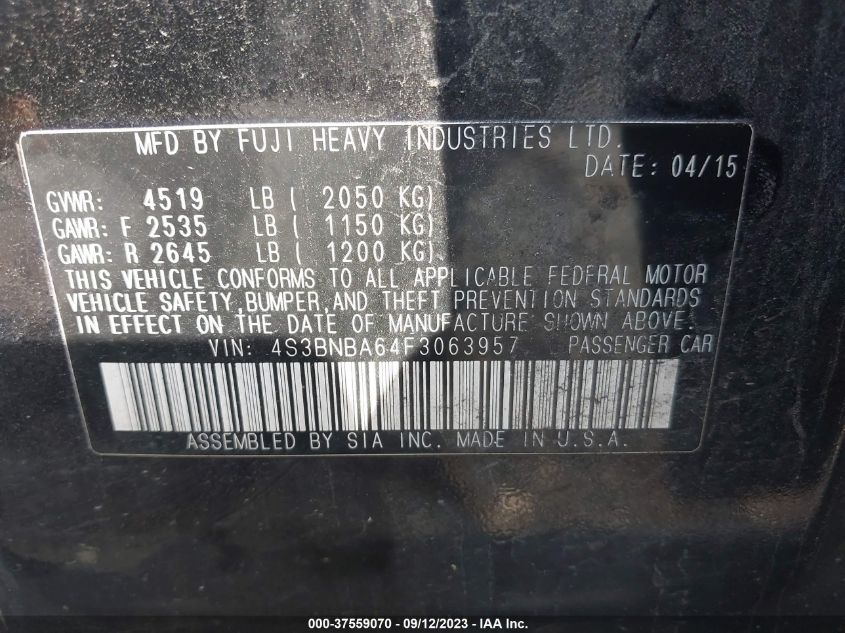 MFD BY FUJI HEAVY INDUSTRIES LTD.
DATE: 04/15
GVWR: 4519 LB ( 2050 KG)
GAWR: F 2535 LB ( 1150 KG)
GAWR: R 2645 LB ( 1200 KG)
THIS VEHICLE CONFORMS TO ALL APPLICABLE FEDERAL MOTOR
VEHICLE SAFETY,BUMPER,AND THEFT PREVENTION STANDARDS
IN EFFECT ON THE DATE OF MANUFACTURE SHOWN ABOVE.
VIN: 4S3BNBA64F3063957 PASSENGER CAR
ASSEMBLED BY SIA INC. MADE IN U.S.A.
000-37559070 - 09/12/2023 - IAA